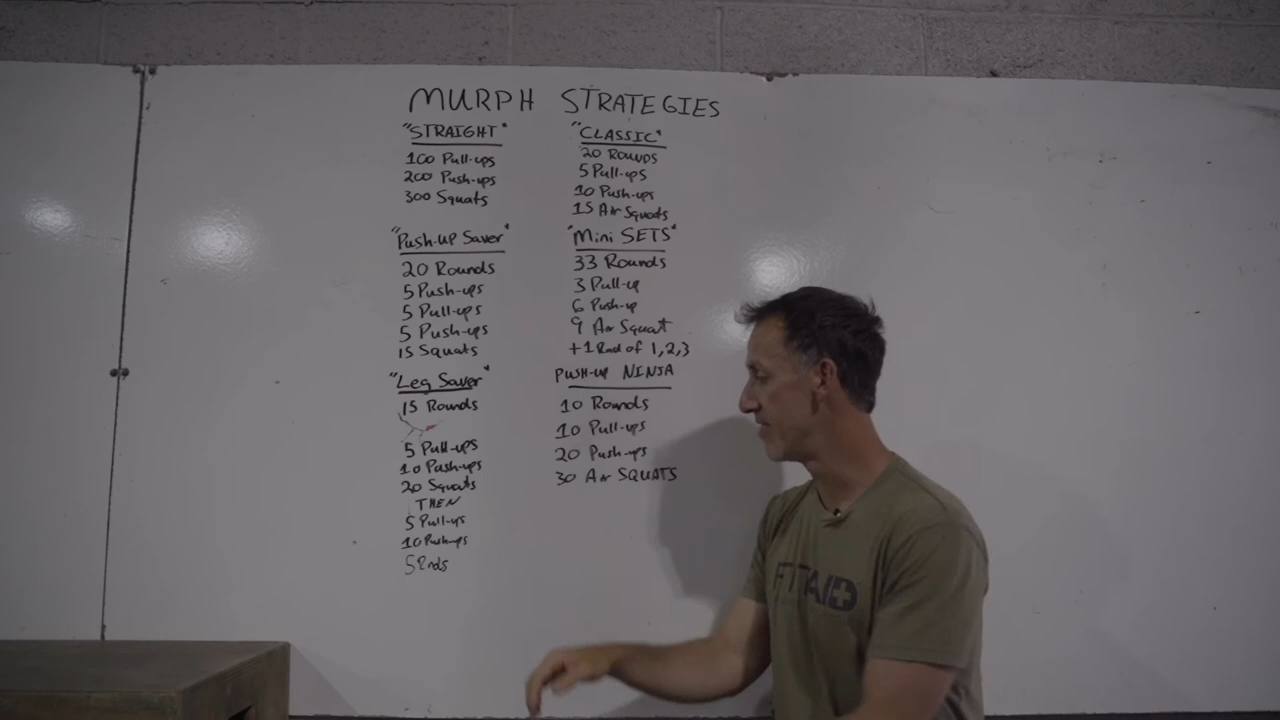 MURPH STRATEGIES
"STRAIGHT"
100 Pull-ups
200 Push-ups
300 Squats
"Push-up Saver"
20 Rounds
5 Push-ups
5 Pull-ups
5 Push-ups
15 Squats
"Leg Saver"
15 Rounds
5 Pull-ups
10 Push-ups
20 Squats
THEN
5 Pull-ups
10 Push-ups
5 Rnds
"CLASSIC"
20 Rounds
5 Pull-ups
10 Push-ups
15 Air Squats
"Mini SETS"
33 Rounds
3 Pull-up
6 Push-up
9 Air Squat
+1 Rnd of 1,2,3
PUSH-UP NINJA
10 Rounds
10 Pull-ups
20 Push-ups
30 Air SQUATS
FITAID